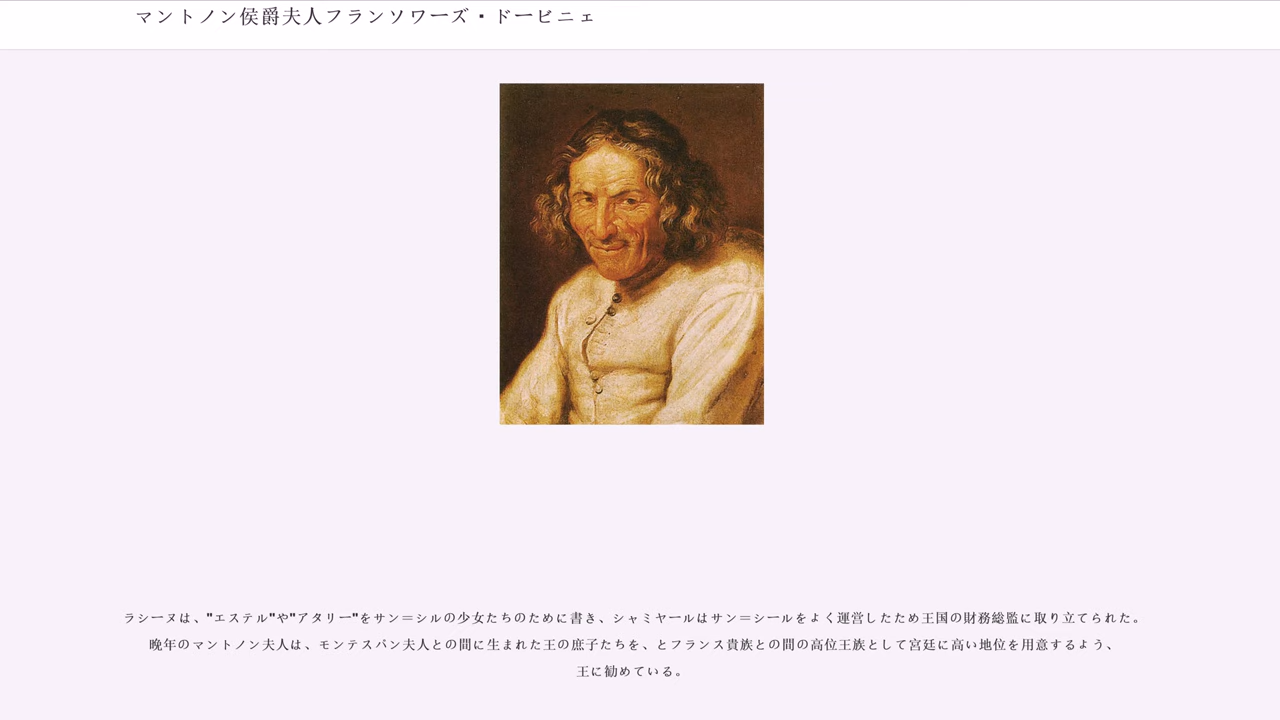 マントノン侯爵夫人フランソワーズ・ドービニェ
ラシーヌは、"エステル"や"アタリー"をサン＝シルの少女たちのために書き、シャミヤールはサン＝シールをよく運営したため王国の財務総監に取り立てられた。
晩年のマントノン夫人は、モンテスパン夫人との間に生まれた王の庶子たちを、とフランス貴族との間の高位王族として宮廷に高い地位を用意するよう、
王に勧めている。